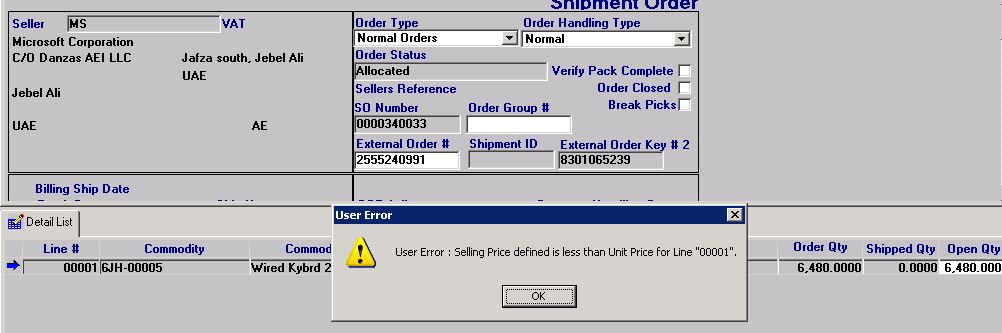 Shipment Order
Seller MS VAT
Microsoft Corporation
C/O Danzas AEI LLC Jafza south, Jebel Ali
UAE
Jebel Ali
UAE AE
Order Type Order Handling Type
Normal Orders Normal
Order Status
Allocated Verify Pack Complete
Sellers Reference Order Closed
Break Picks
SO Number Order Group #
0000340033
External Order # Shipment ID External Order Key # 2
2555240991 8301065239
Billing Ship Date
Detail List
User Error
User Error : Selling Price defined is less than Unit Price for Line "00001".
OK
Line # Commodity Commod Order Qty Shipped Qty Open Qty
00001 6JH-00005 Wired Kybrd 2 6,480.0000 0.0000 6,480.0000